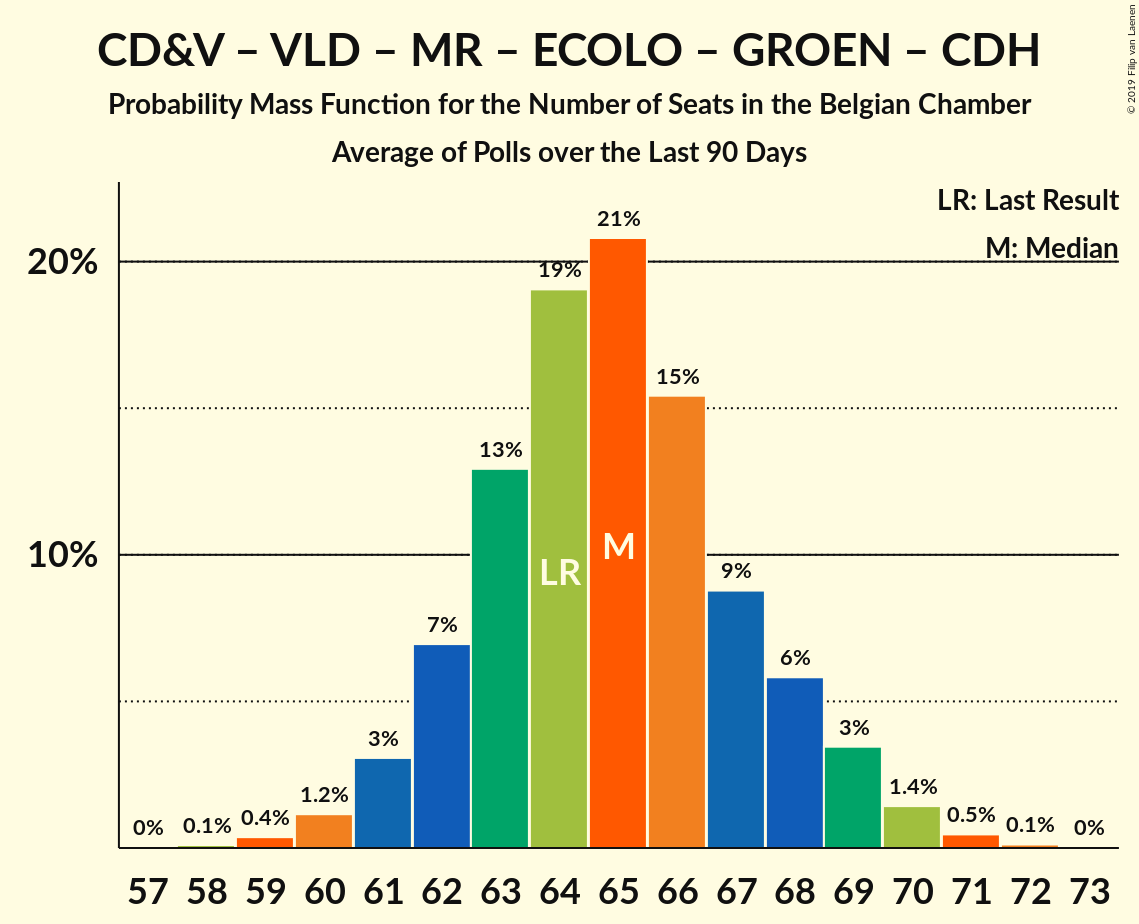 CD&V – VLD – MR – ECOLO – GROEN – CDH
Probability Mass Function for the Number of Seats in the Belgian Chamber
Average of Polls over the Last 90 Days
© 2019 Filip van Laenen
LR: Last Result
M: Median
20%
10%
0% 0.1% 0.4% 1.2% 3% 7% 13% 19% 21% 15% 9% 6% 3% 1.4% 0.5% 0.1% 0%
LR M
57 58 59 60 61 62 63 64 65 66 67 68 69 70 71 72 73